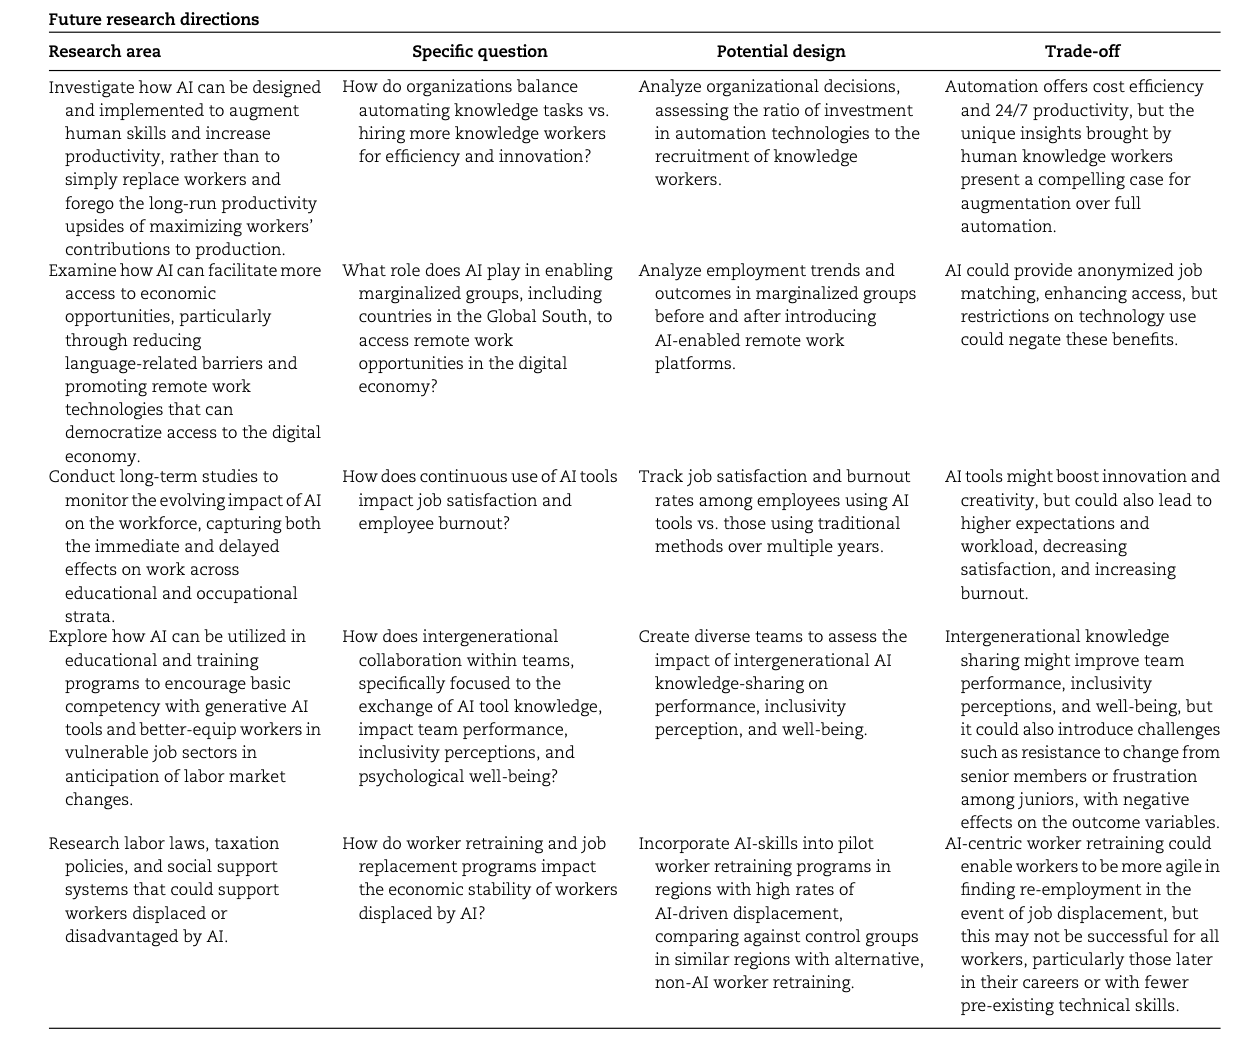 Future research directions
Research area
Specific question
Potential design
Trade-off
Investigate how AI can be designed
and implemented to augment
human skills and increase
productivity, rather than to
simply replace workers and
forego the long-run productivity
upsides of maximizing workers’
contributions to production.
How do organizations balance
automating knowledge tasks vs.
hiring more knowledge workers
for efficiency and innovation?
Analyze organizational decisions,
assessing the ratio of investment
in automation technologies to the
recruitment of knowledge
workers.
Automation offers cost efficiency
and 24/7 productivity, but the
unique insights brought by
human knowledge workers
present a compelling case for
augmentation over full
automation.
Examine how AI can facilitate more
access to economic
opportunities, particularly
through reducing
language-related barriers and
promoting remote work
technologies that can
democratize access to the digital
economy.
What role does AI play in enabling
marginalized groups, including
countries in the Global South, to
access remote work
opportunities in the digital
economy?
Analyze employment trends and
outcomes in marginalized groups
before and after introducing
AI-enabled remote work
platforms.
AI could provide anonymized job
matching, enhancing access, but
restrictions on technology use
could negate these benefits.
Conduct long-term studies to
monitor the evolving impact of AI
on the workforce, capturing both
the immediate and delayed
effects on work across
educational and occupational
strata.
How does continuous use of AI tools
impact job satisfaction and
employee burnout?
Track job satisfaction and burnout
rates among employees using AI
tools vs. those using traditional
methods over multiple years.
AI tools might boost innovation and
creativity, but could also lead to
higher expectations and
workload, decreasing
satisfaction, and increasing
burnout.
Explore how AI can be utilized in
educational and training
programs to encourage basic
competency with generative AI
tools and better-equip workers in
vulnerable job sectors in
anticipation of labor market
changes.
How does intergenerational
collaboration within teams,
specifically focused to the
exchange of AI tool knowledge,
impact team performance,
inclusivity perceptions, and
psychological well-being?
Create diverse teams to assess the
impact of intergenerational AI
knowledge-sharing on
performance, inclusivity
perception, and well-being.
Intergenerational knowledge
sharing might improve team
performance, inclusivity
perceptions, and well-being, but
it could also introduce challenges
such as resistance to change from
senior members or frustration
among juniors, with negative
effects on the outcome variables.
Research labor laws, taxation
policies, and social support
systems that could support
workers displaced or
disadvantaged by AI.
How do worker retraining and job
replacement programs impact
the economic stability of workers
displaced by AI?
Incorporate AI-skills into pilot
worker retraining programs in
regions with high rates of
AI-driven displacement,
comparing against control groups
in similar regions with alternative,
non-AI worker retraining.
AI-centric worker retraining could
enable workers to be more agile in
finding re-employment in the
event of job displacement, but
this may not be successful for all
workers, particularly those later
in their careers or with fewer
pre-existing technical skills.